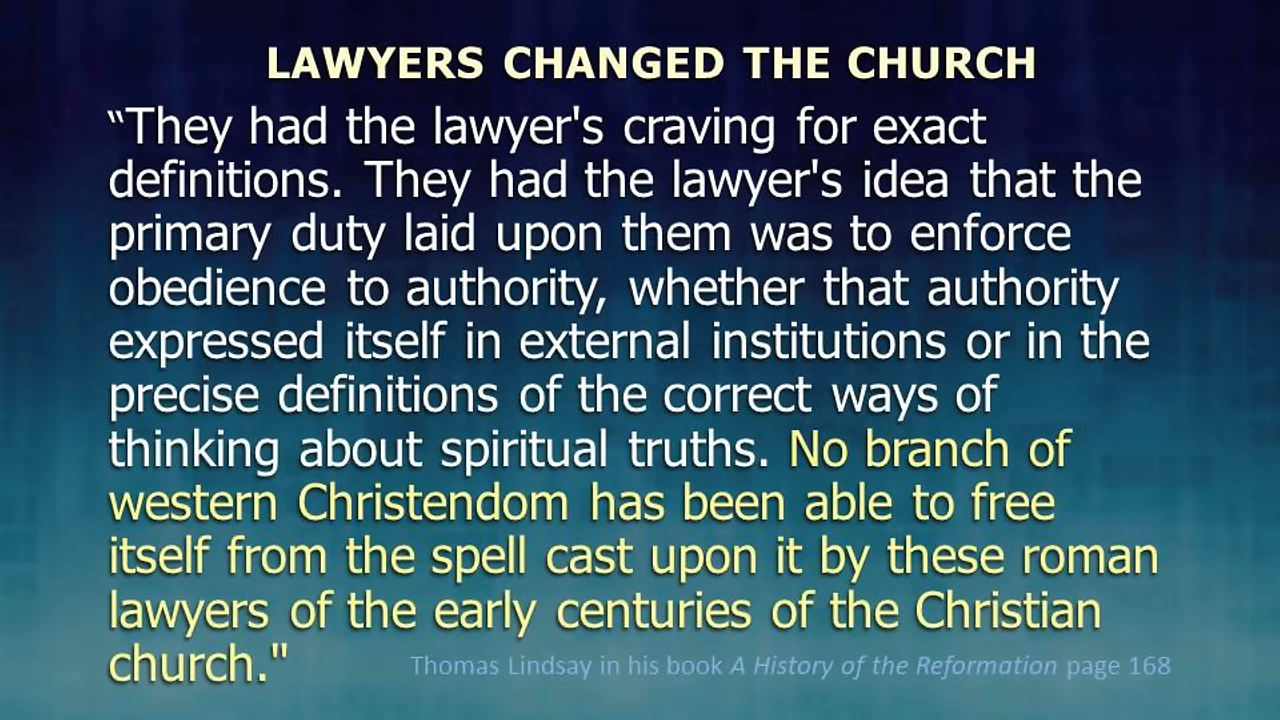 LAWYERS CHANGED THE CHURCH
“They had the lawyer's craving for exact
definitions. They had the lawyer's idea that the
primary duty laid upon them was to enforce
obedience to authority, whether that authority
expressed itself in external institutions or in the
precise definitions of the correct ways of
thinking about spiritual truths. No branch of
western Christendom has been able to free
itself from the spell cast upon it by these roman
lawyers of the early centuries of the Christian
church."
Thomas Lindsay in his book A History of the Reformation page 168